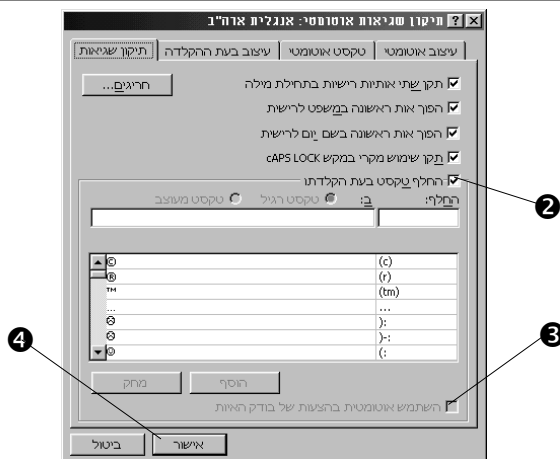 תיקון שגיאות אוטומטי: אנגלית ארה"ב
תיקון שגיאות עיצוב בעת ההקלדה טקסט אוטומטי עיצוב אוטומטי
תקן שתי אותיות רישיות בתחילת מילה
חריגים...
הפוך אות ראשונה במשפט לרישית
הפוך אות ראשונה בשם יום לרישית
תקן שימוש מקרי במקש cAPS LOCK
החלף טקסט בעת הקלדתו
2
החלף: ב: טקסט רגיל טקסט מעוצב
(c) ©
(r) ®
(tm) ™
... ...
:( ☹
:-( ☹
:) ☺
3
4
הוסף מחק
השתמש אוטומטית בהצעות של בודק האיות
אישור ביטול